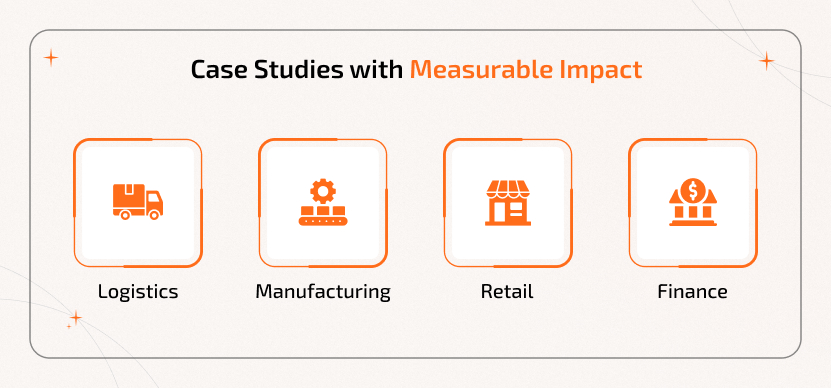 Case Studies with Measurable Impact
Logistics
Manufacturing
Retail
Finance